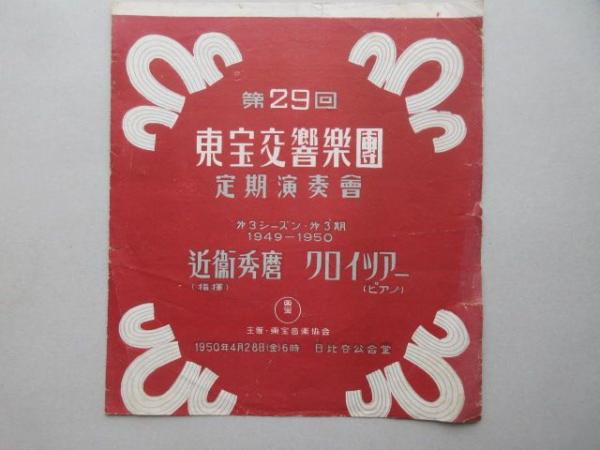 第29回
東宝交響樂團
定期演奏會
第3シーズン・第3期
1949－1950
近衞秀麿 クロイツアー
(指揮) (ピアノ)
主催・東宝音楽協会
1950年4月28日(金)6時 日比谷公会堂